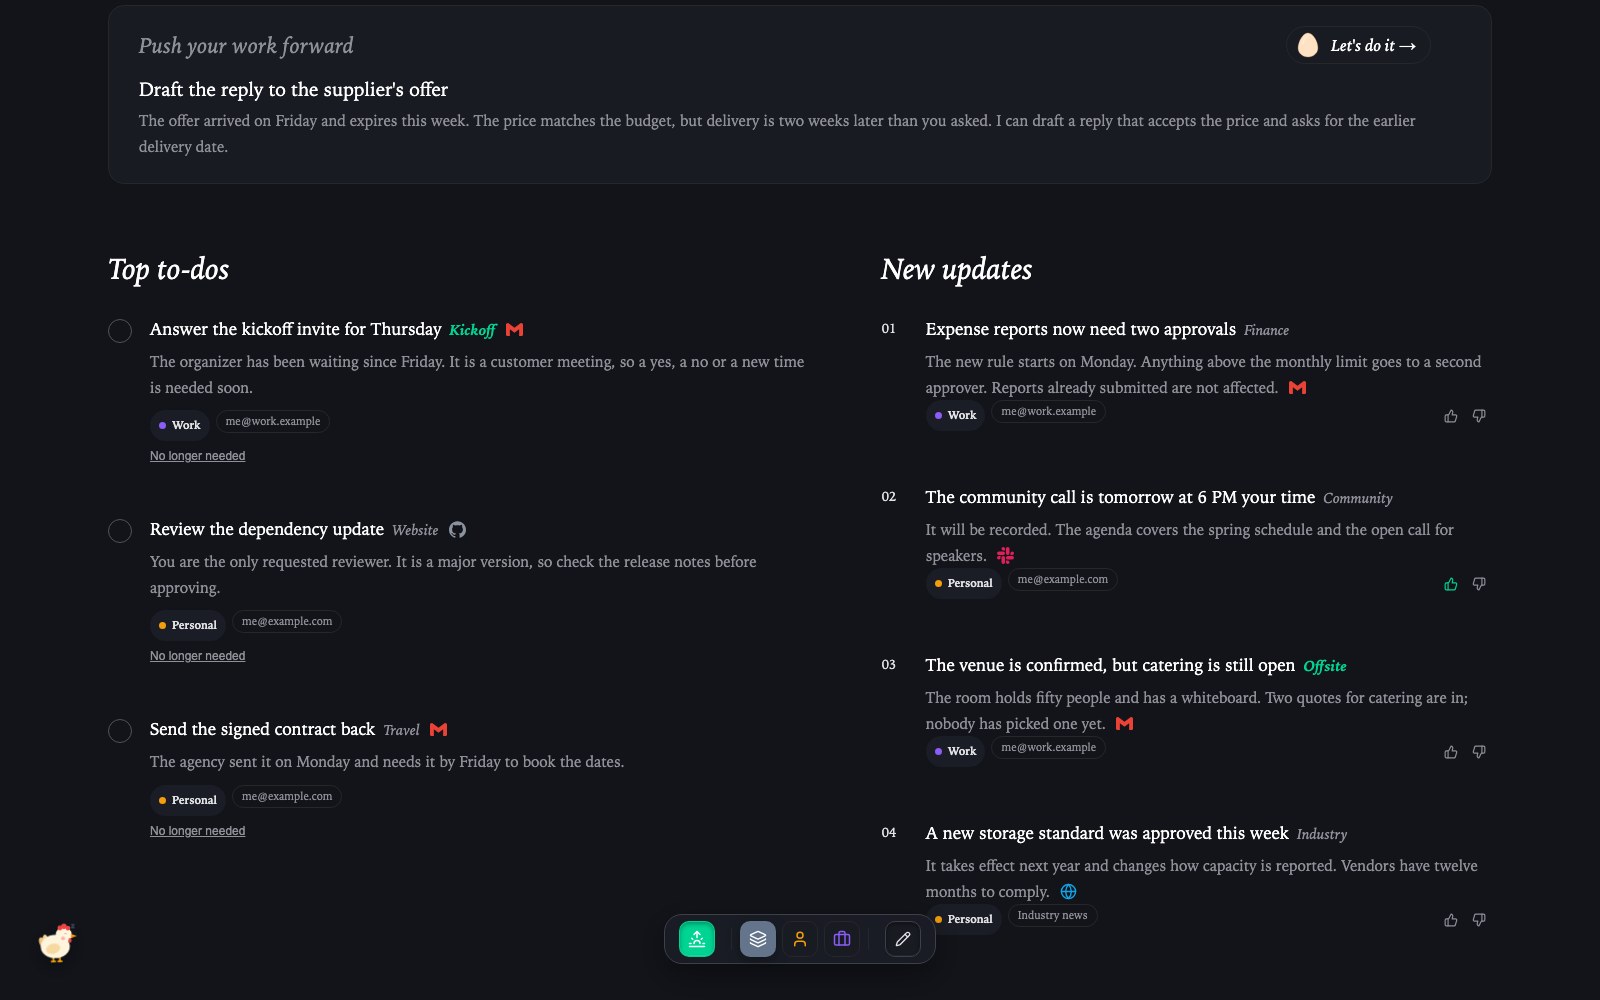 Push your work forward
Let's do it →
Draft the reply to the supplier's offer
The offer arrived on Friday and expires this week. The price matches the budget, but delivery is two weeks later than you asked. I can draft a reply that accepts the price and asks for the earlier
delivery date.
Top to-dos
Answer the kickoff invite for Thursday Kickoff
The organizer has been waiting since Friday. It is a customer meeting, so a yes, a no or a new time
is needed soon.
Work me@work.example
No longer needed
Review the dependency update Website
You are the only requested reviewer. It is a major version, so check the release notes before
approving.
Personal me@example.com
No longer needed
Send the signed contract back Travel
The agency sent it on Monday and needs it by Friday to book the dates.
Personal me@example.com
No longer needed
New updates
01 Expense reports now need two approvals Finance
The new rule starts on Monday. Anything above the monthly limit goes to a second
approver. Reports already submitted are not affected.
Work me@work.example
02 The community call is tomorrow at 6 PM your time Community
It will be recorded. The agenda covers the spring schedule and the open call for
speakers.
Personal me@example.com
03 The venue is confirmed, but catering is still open Offsite
The room holds fifty people and has a whiteboard. Two quotes for catering are in;
nobody has picked one yet.
Work me@work.example
04 A new storage standard was approved this week Industry
It takes effect next year and changes how capacity is reported. Vendors have twelve
months to comply.
Personal Industry news